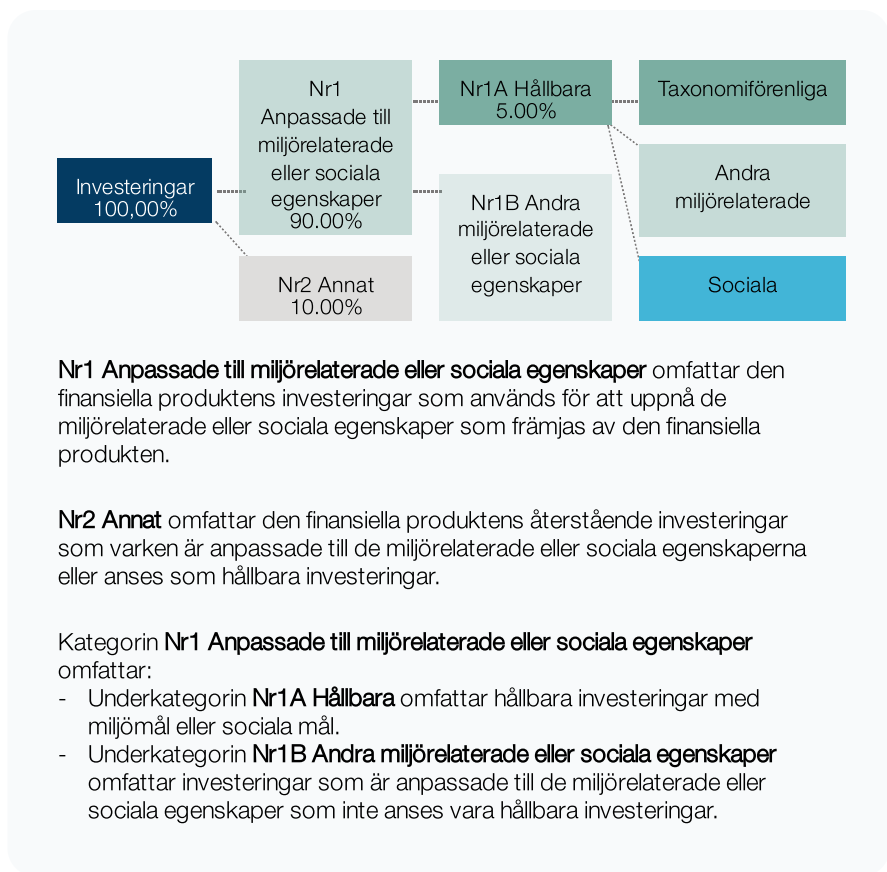 Investeringar
100,00%
Nr1
Anpassade till
miljörelaterade
eller sociala
egenskaper
90.00%
Nr2 Annat
10.00%
Nr1A Hållbara
5.00%
Nr1B Andra
miljörelaterade
eller sociala
egenskaper
Taxonomiförenliga
Andra
miljörelaterade
Sociala
Nr1 Anpassade till miljörelaterade eller sociala egenskaper omfattar den
finansiella produktens investeringar som används för att uppnå de
miljörelaterade eller sociala egenskaper som främjas av den finansiella
produkten.
Nr2 Annat omfattar den finansiella produktens återstående investeringar
som varken är anpassade till de miljörelaterade eller sociala egenskaperna
eller anses som hållbara investeringar.
Kategorin Nr1 Anpassade till miljörelaterade eller sociala egenskaper
omfattar:
- Underkategorin Nr1A Hållbara omfattar hållbara investeringar med
miljömål eller sociala mål.
- Underkategorin Nr1B Andra miljörelaterade eller sociala egenskaper
omfattar investeringar som är anpassade till de miljörelaterade eller
sociala egenskaper som inte anses vara hållbara investeringar.